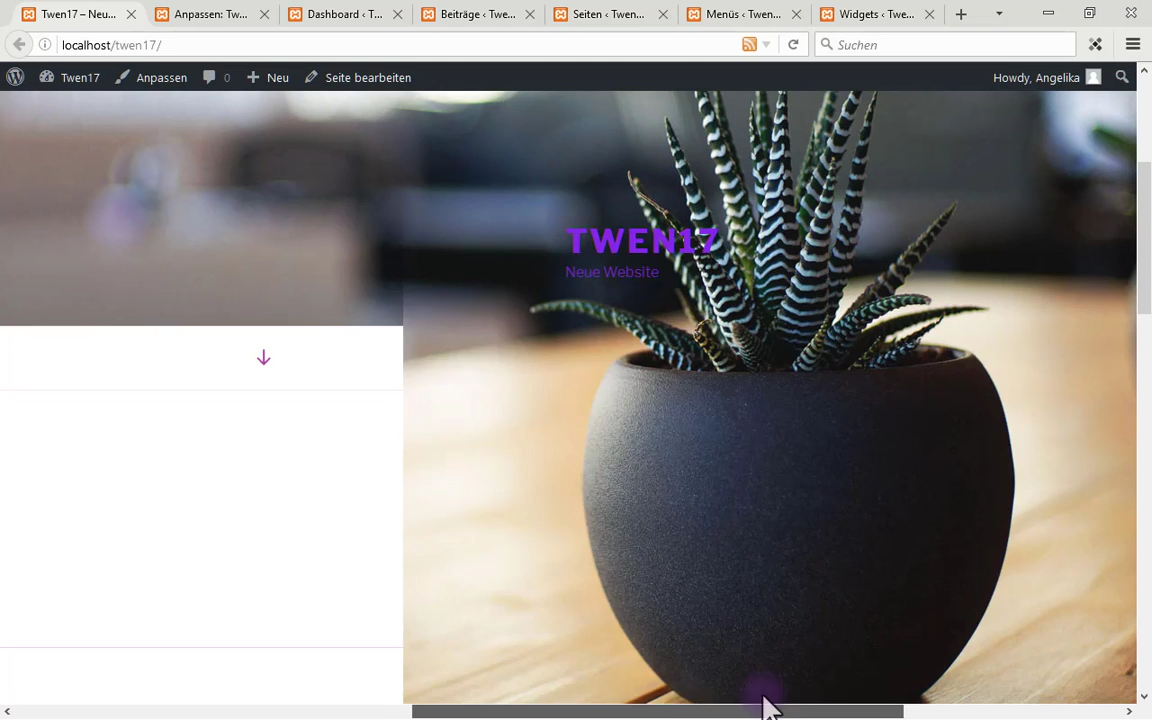 Twen17 – Neu...
Anpassen: Tw...
Dashboard ‹ T...
Beiträge ‹ Twe...
Seiten ‹ Twen...
Menüs ‹ Twen...
Widgets ‹ Twe...
localhost/twen17/
Suchen
Twen17
Anpassen
0
Neu
Seite bearbeiten
Howdy, Angelika
TWEN17
Neue Website